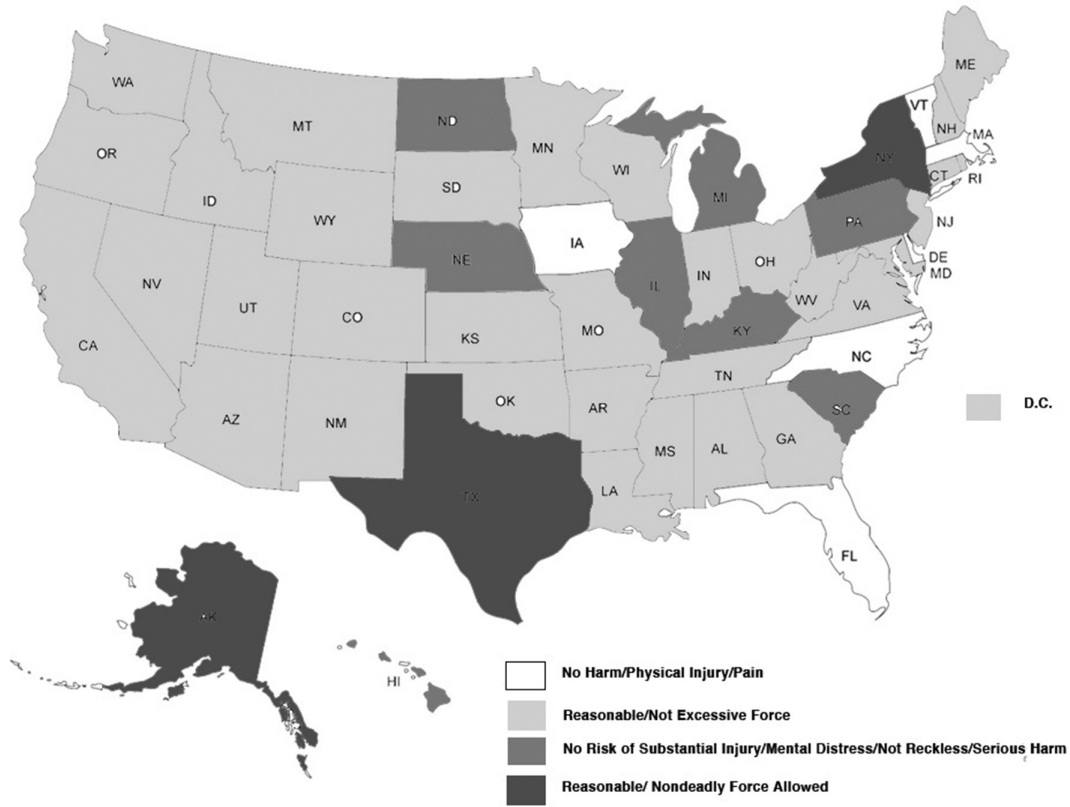 ME
WA
VT
NH
MT
ND
MA
MN
OR
NY
CT
RI
WI
SD
ID
MI
WY
PA
NJ
IA
NE
OH
DE
MD
IN
NV
IL
WV
UT
VA
CO
MO
KY
KS
CA
NC
TN
OK
D.C.
AR
SC
AZ
NM
GA
MS
AL
LA
TX
FL
AK
HI
No Harm/Physical Injury/Pain
Reasonable/Not Excessive Force
No Risk of Substantial Injury/Mental Distress/Not Reckless/Serious Harm
Reasonable/ Nondeadly Force Allowed